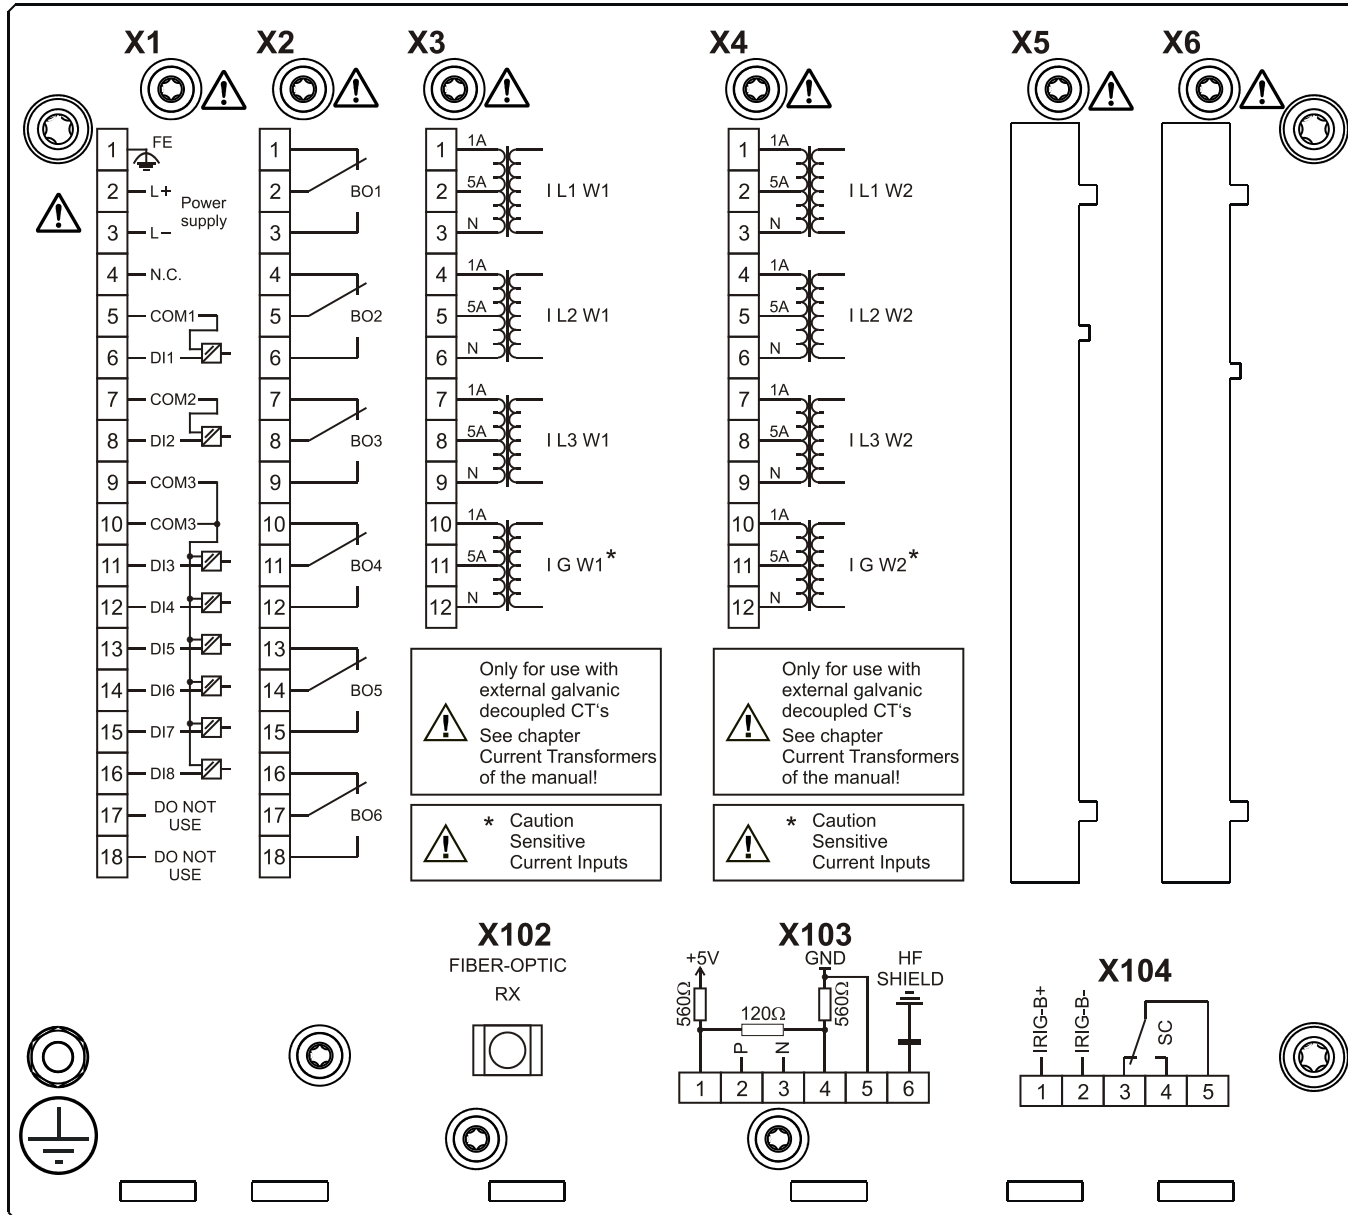 X1 X2 X3 X4 X5 X6
1 FE
2 L+
3 L−
Power
supply
4 N.C.
5 COM1
6 DI1
7 COM2
8 DI2
9 COM3
10 COM3
11 DI3
12 DI4
13 DI5
14 DI6
15 DI7
16 DI8
17 DO NOT
USE
18 DO NOT
USE
1
2 BO1
3
4
5 BO2
6
7
8 BO3
9
10
11 BO4
12
13
14 BO5
15
16
17 BO6
18
1 1A
2 5A I L1 W1
3 N
4 1A
5 5A I L2 W1
6 N
7 1A
8 5A I L3 W1
9 N
10 1A
11 5A I G W1*
12 N
Only for use with
external galvanic
decoupled CT‘s
See chapter
Current Transformers
of the manual!
* Caution
Sensitive
Current Inputs
1 1A
2 5A I L1 W2
3 N
4 1A
5 5A I L2 W2
6 N
7 1A
8 5A I L3 W2
9 N
10 1A
11 5A I G W2*
12 N
Only for use with
external galvanic
decoupled CT‘s
See chapter
Current Transformers
of the manual!
* Caution
Sensitive
Current Inputs
X102
FIBER-OPTIC
RX
X103
+5V GND HF
SHIELD
560Ω 120Ω 560Ω
P N
1 2 3 4 5 6
X104
IRIG-B+ IRIG-B- SC
1 2 3 4 5